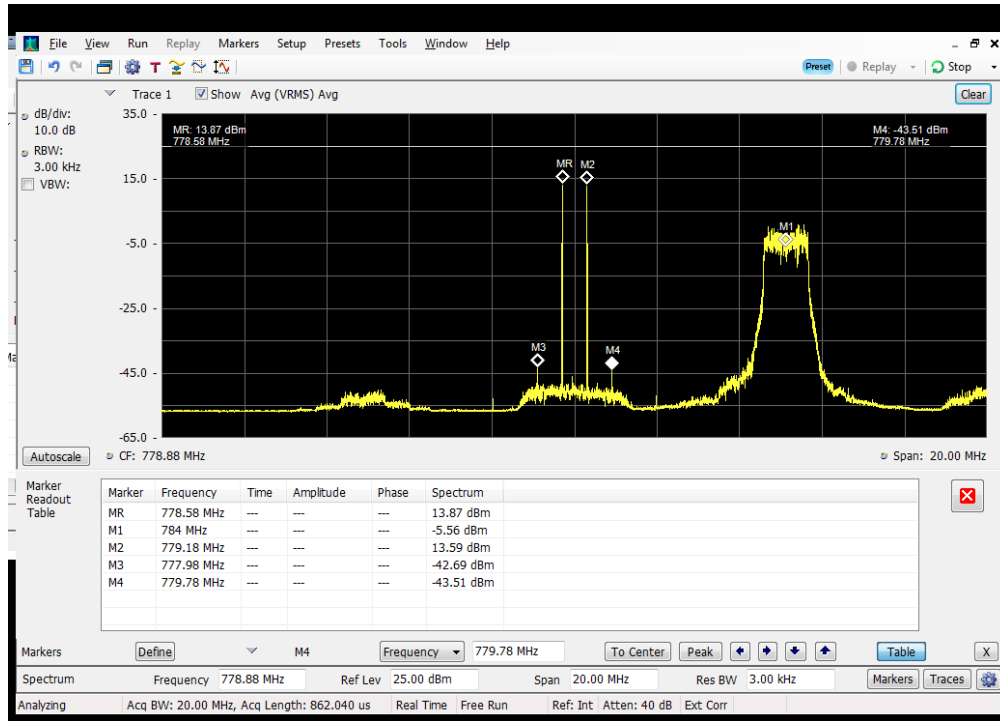 File View Run Replay Markers Setup Presets Tools Window Help
T Preset Replay Stop
Trace 1 Show Avg (VRMS) Avg Clear
dB/div:
10.0 dB
RBW:
3.00 kHz
VBW:
35.0
15.0
-5.0
-25.0
-45.0
-65.0
MR: 13.87 dBm
778.58 MHz
M4: -43.51 dBm
779.78 MHz
MR M2
M1
M3 M4
Autoscale CF: 778.88 MHz Span: 20.00 MHz
Marker
Readout
Table
Marker Frequency Time Amplitude Phase Spectrum
MR 778.58 MHz --- --- --- 13.87 dBm
M1 784 MHz --- --- --- -5.56 dBm
M2 779.18 MHz --- --- --- 13.59 dBm
M3 777.98 MHz --- --- --- -42.69 dBm
M4 779.78 MHz --- --- --- -43.51 dBm
Markers Define M4 Frequency 779.78 MHz To Center Peak Table X
Spectrum Frequency 778.88 MHz Ref Lev 25.00 dBm Span 20.00 MHz Res BW 3.00 kHz Markers Traces
Analyzing Acq BW: 20.00 MHz, Acq Length: 862.040 us Real Time Free Run Ref: Int Atten: 40 dB Ext Corr